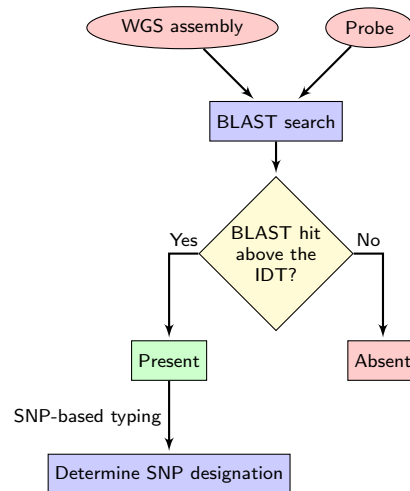 WGS assembly
Probe
BLAST search
BLAST hit
above the
IDT?
Yes
No
Present
Absent
SNP-based typing
Determine SNP designation